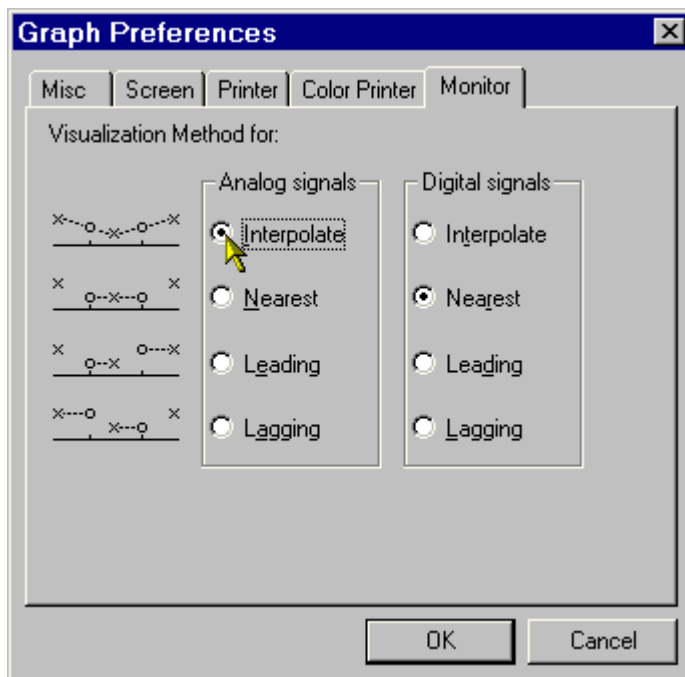 Graph Preferences
Misc Screen Printer Color Printer Monitor
Visualization Method for:
Analog signals Digital signals
Interpolate Interpolate
Nearest Nearest
Leading Leading
Lagging Lagging
OK Cancel